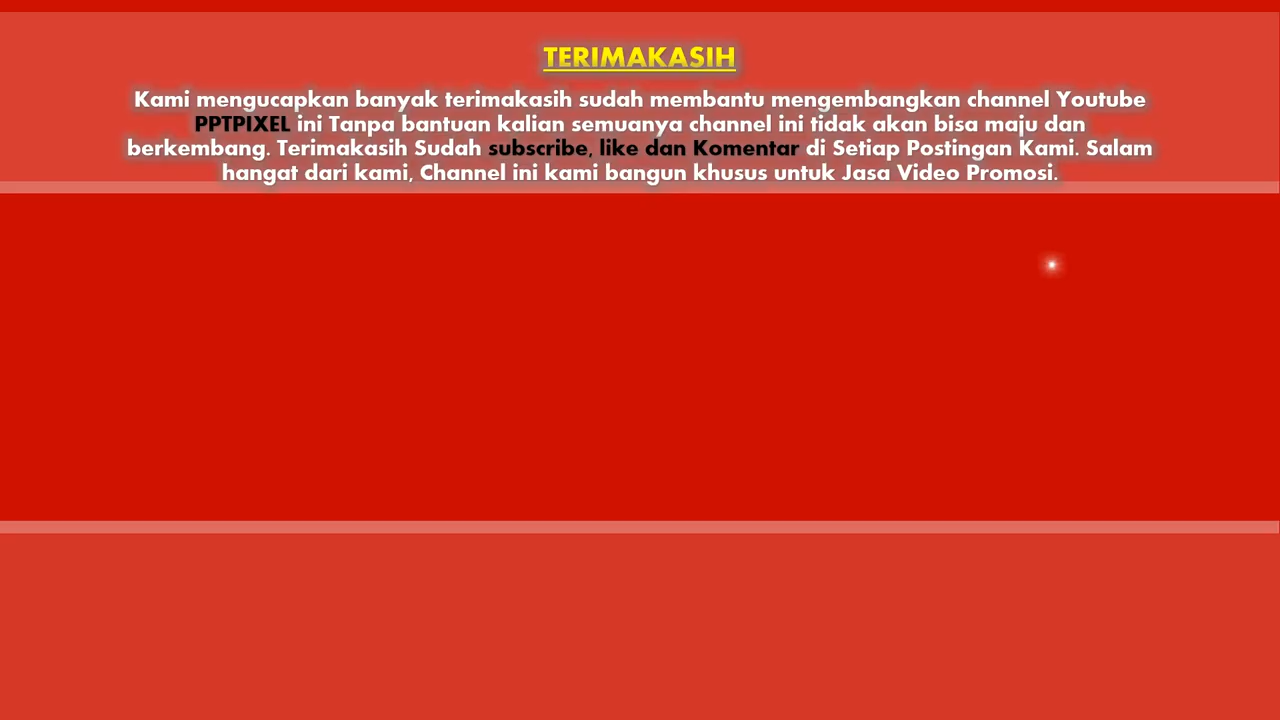 TERIMAKASIH
Kami mengucapkan banyak terimakasih sudah membantu mengembangkan channel Youtube
PPTPIXEL ini Tanpa bantuan kalian semuanya channel ini tidak akan bisa maju dan
berkembang. Terimakasih Sudah subscribe, like dan Komentar di Setiap Postingan Kami. Salam
hangat dari kami, Channel ini kami bangun khusus untuk Jasa Video Promosi.